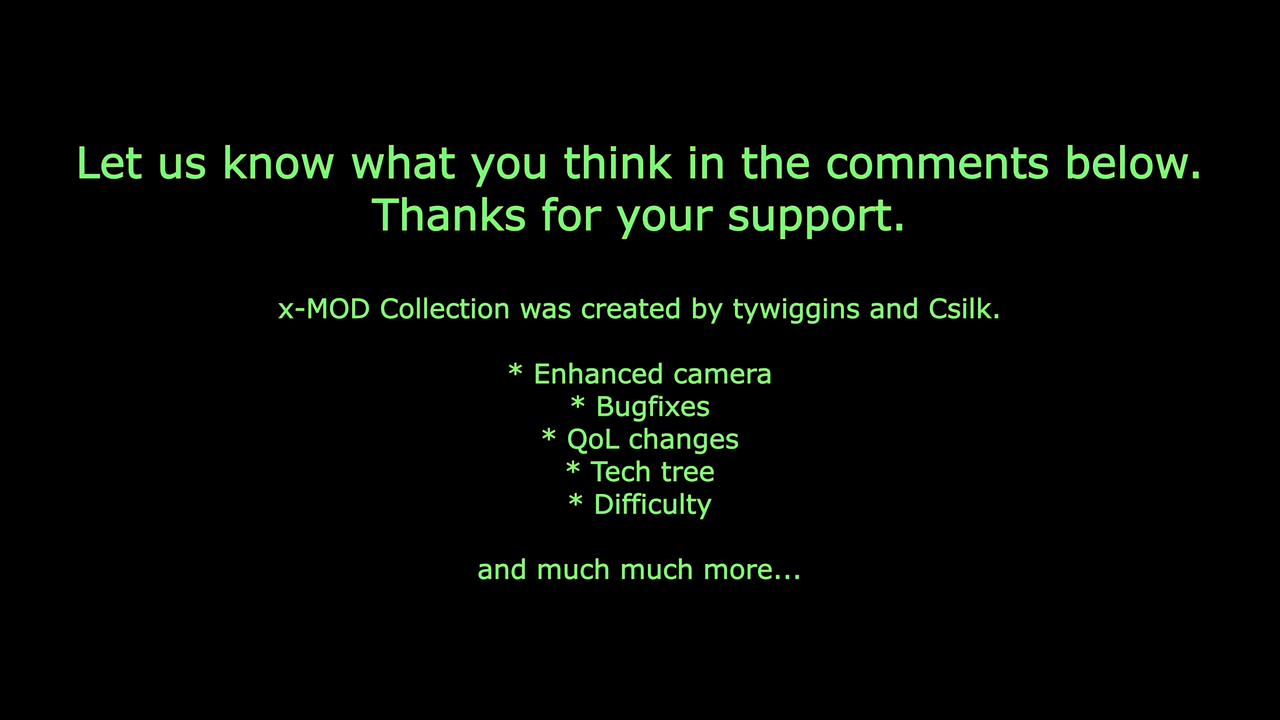 Let us know what you think in the comments below.
Thanks for your support.
x-MOD Collection was created by tywiggins and Csilk.
* Enhanced camera
* Bugfixes
* QoL changes
* Tech tree
* Difficulty
and much much more...